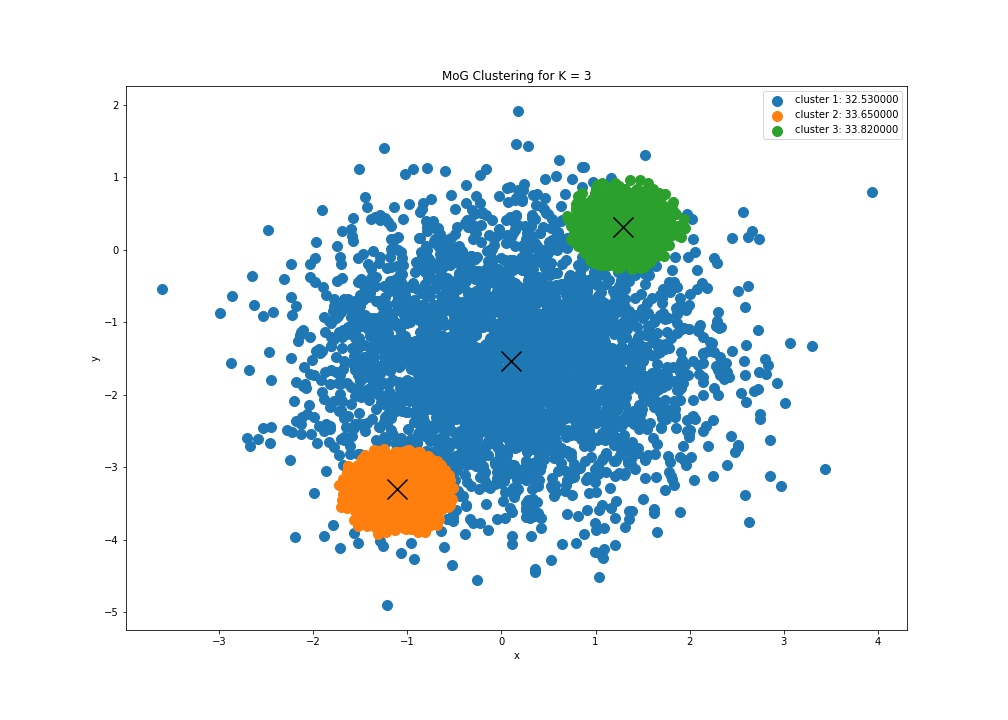 MoG Clustering for K = 3
cluster 1: 32.530000
cluster 2: 33.650000
cluster 3: 33.820000
y
2
1
0
−1
−2
−3
−4
−5
−3
−2
−1
0
1
2
3
4
x